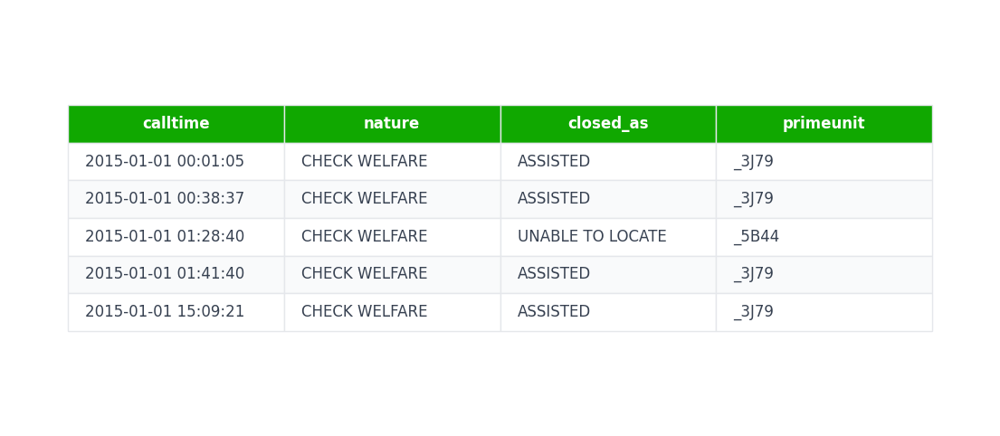 calltime nature closed_as primeunit
2015-01-01 00:01:05 CHECK WELFARE ASSISTED _3J79
2015-01-01 00:38:37 CHECK WELFARE ASSISTED _3J79
2015-01-01 01:28:40 CHECK WELFARE UNABLE TO LOCATE _5B44
2015-01-01 01:41:40 CHECK WELFARE ASSISTED _3J79
2015-01-01 15:09:21 CHECK WELFARE ASSISTED _3J79